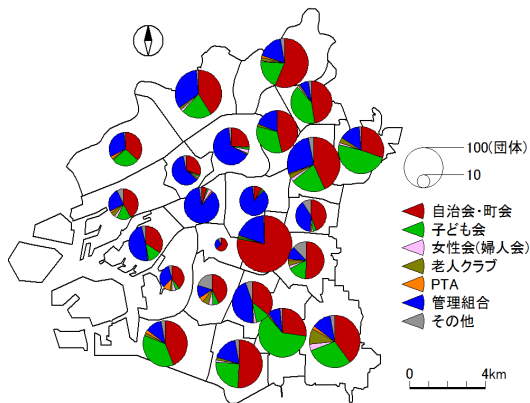 100(団体)
10
自治会・町会
子ども会
女性会(婦人会)
老人クラブ
PTA
管理組合
その他
0 4km